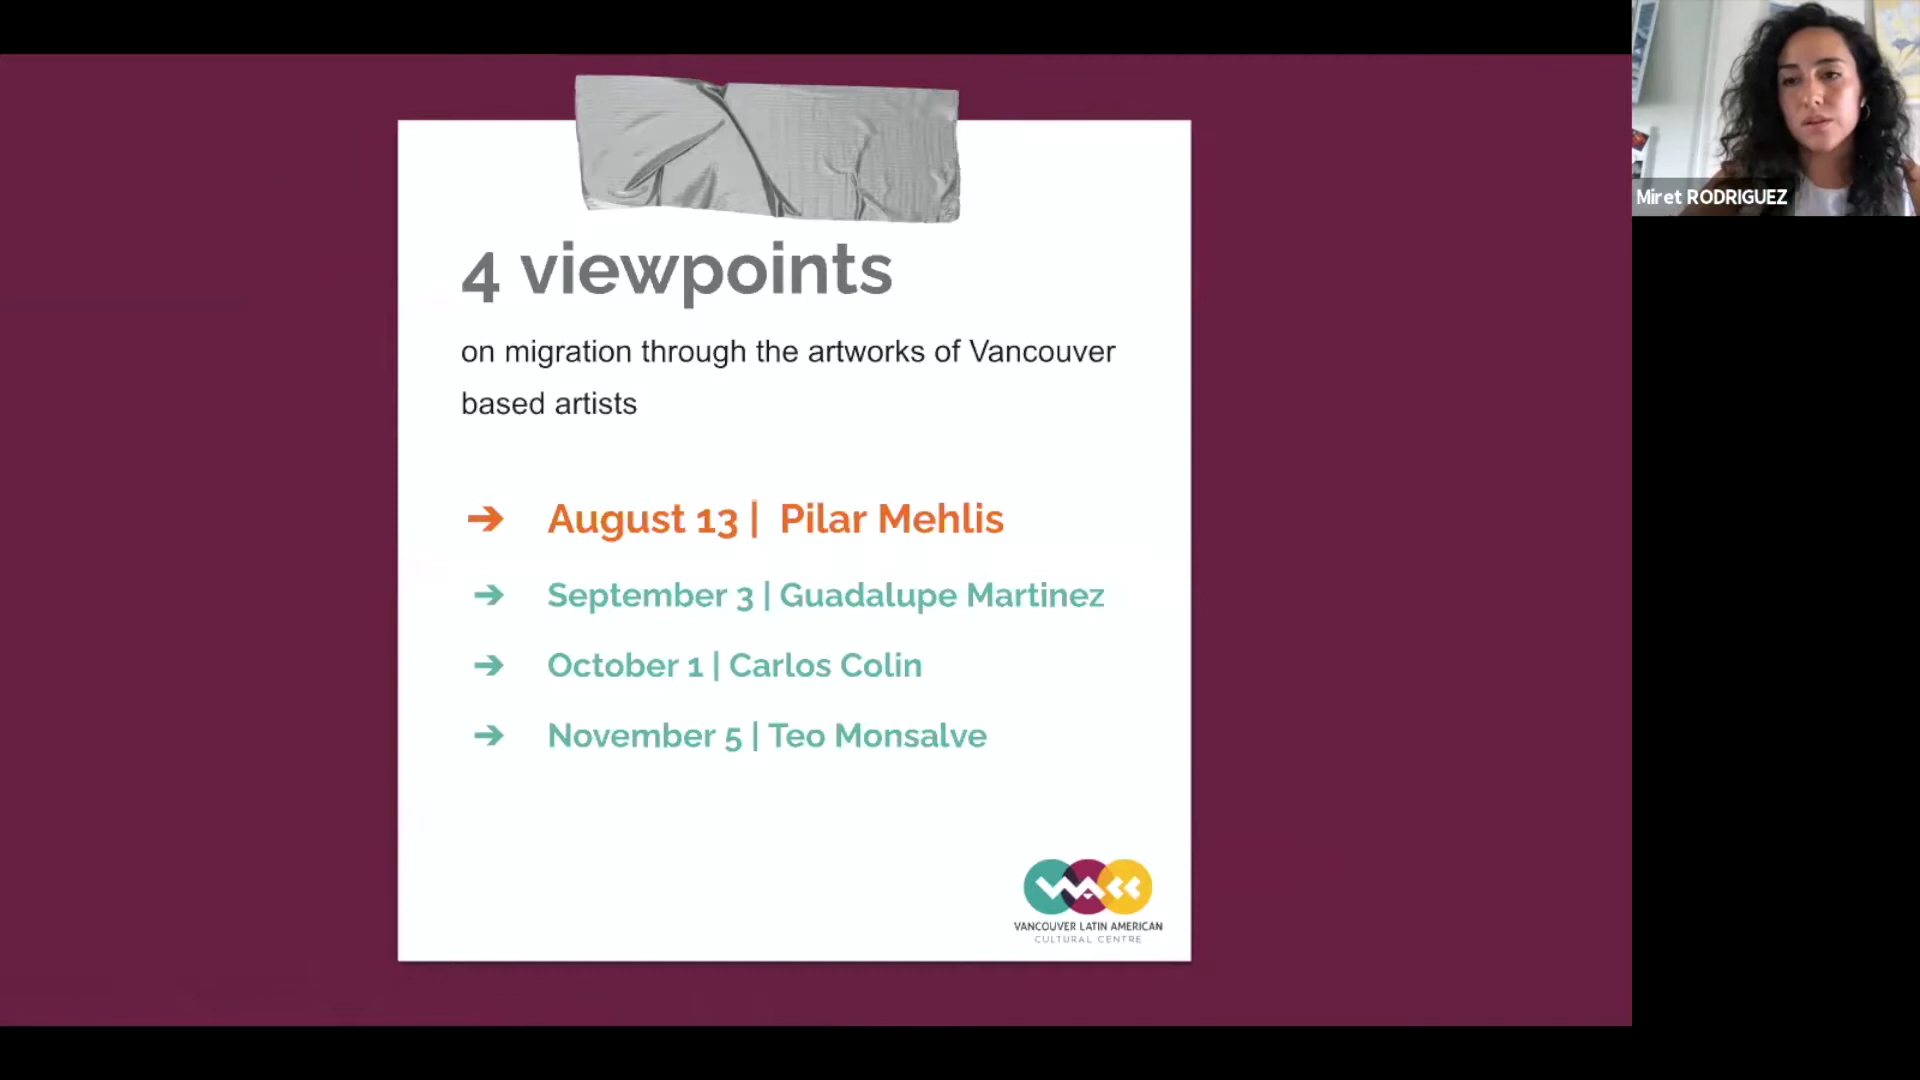 4 viewpoints
on migration through the artworks of Vancouver
based artists
➔ August 13 | Pilar Mehlis
➔ September 3 | Guadalupe Martinez
➔ October 1 | Carlos Colin
➔ November 5 | Teo Monsalve
VANCOUVER LATIN AMERICAN
CULTURAL CENTRE
Miret RODRIGUEZ